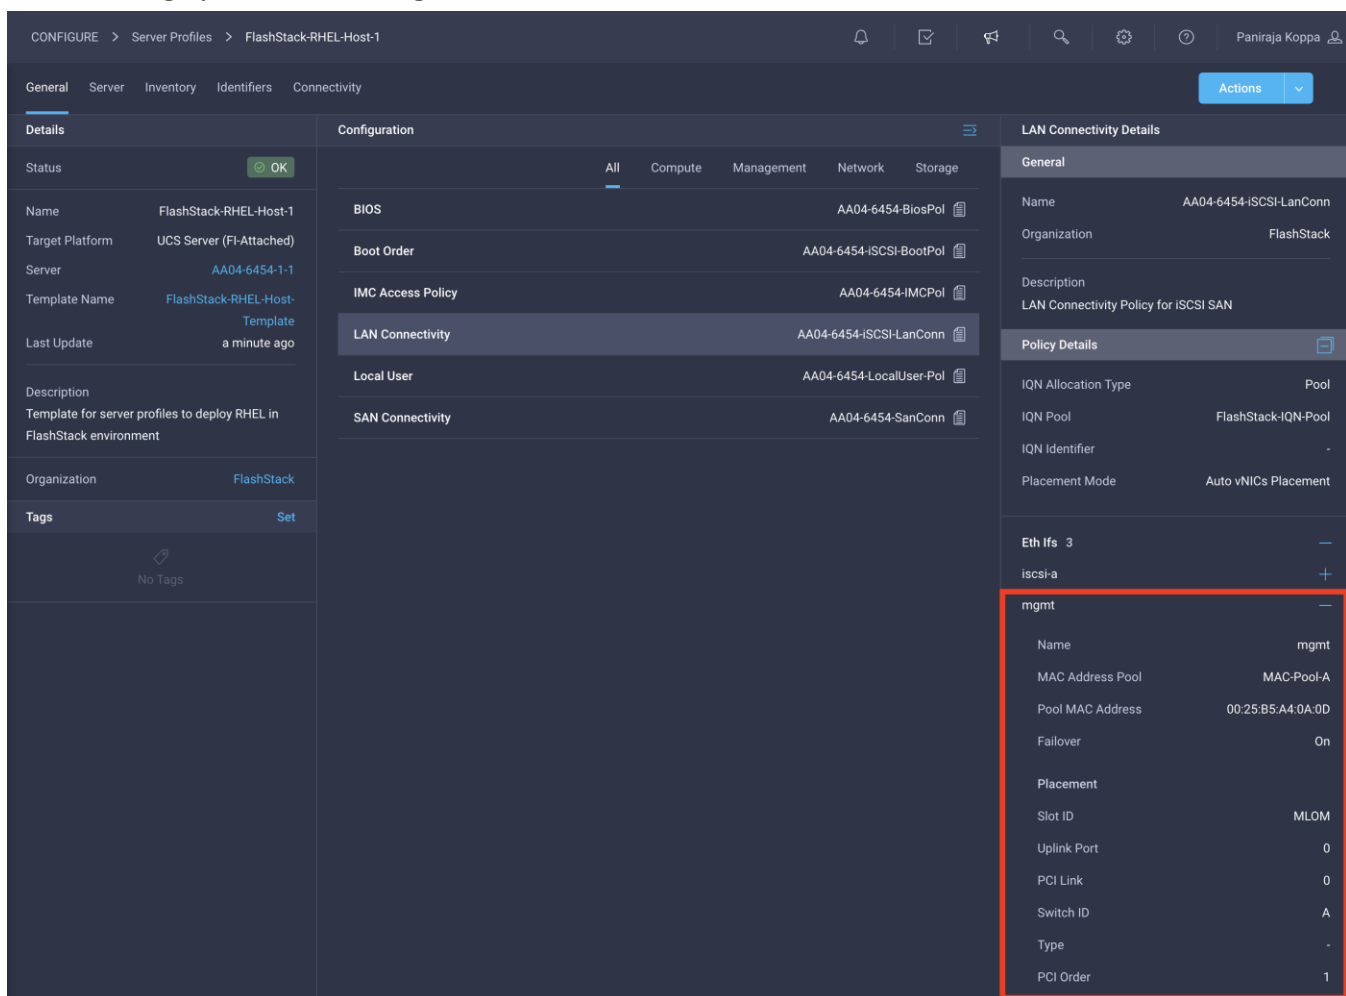 CONFIGURE > Server Profiles > FlashStack-RHEL-Host-1
Paniraja Koppa
General Server Inventory Identifiers Connectivity
Actions
Details
Status OK
Name FlashStack-RHEL-Host-1
Target Platform UCS Server (FI-Attached)
Server AA04-6454-1-1
Template Name FlashStack-RHEL-Host-
Template
Last Update a minute ago
Description
Template for server profiles to deploy RHEL in
FlashStack environment
Organization FlashStack
Tags Set
No Tags
Configuration
All Compute Management Network Storage
BIOS AA04-6454-BiosPol
Boot Order AA04-6454-iSCSI-BootPol
IMC Access Policy AA04-6454-IMCPol
LAN Connectivity AA04-6454-iSCSI-LanConn
Local User AA04-6454-LocalUser-Pol
SAN Connectivity AA04-6454-SanConn
LAN Connectivity Details
General
Name AA04-6454-iSCSI-LanConn
Organization FlashStack
Description
LAN Connectivity Policy for iSCSI SAN
Policy Details
IQN Allocation Type Pool
IQN Pool FlashStack-IQN-Pool
IQN Identifier -
Placement Mode Auto vNICs Placement
Eth Ifs 3
iscsi-a
mgmt
Name mgmt
MAC Address Pool MAC-Pool-A
Pool MAC Address 00:25:B5:A4:0A:0D
Failover On
Placement
Slot ID MLOM
Uplink Port 0
PCI Link 0
Switch ID A
Type -
PCI Order 1